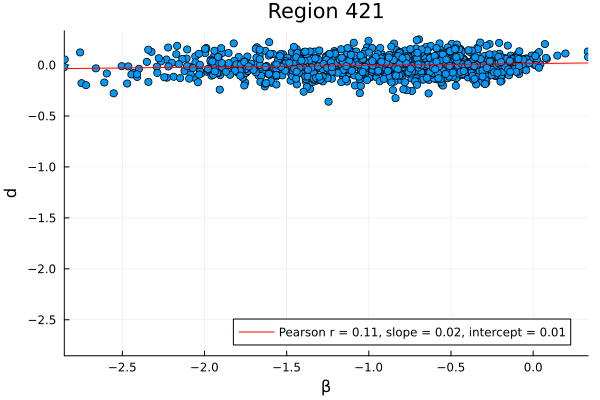 Region 421
0.0
−0.5
−1.0
−1.5
−2.0
−2.5
d
Pearson r = 0.11, slope = 0.02, intercept = 0.01
−2.5 −2.0 −1.5 −1.0 −0.5 0.0
β